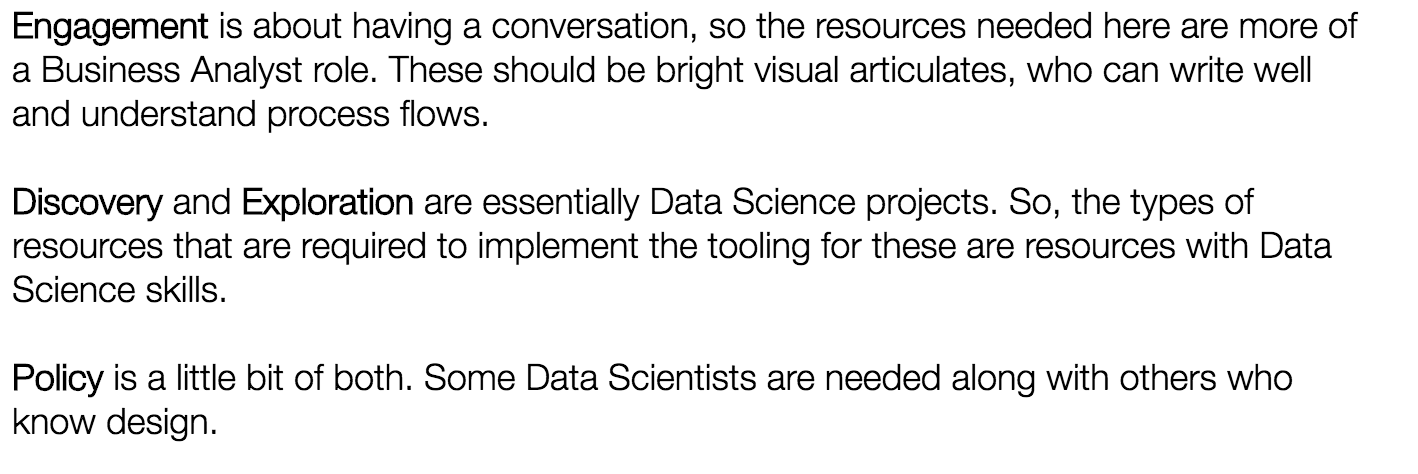 Engagement is about having a conversation, so the resources needed here are more of
a Business Analyst role. These should be bright visual articulates, who can write well
and understand process flows.
Discovery and Exploration are essentially Data Science projects. So, the types of
resources that are required to implement the tooling for these are resources with Data
Science skills.
Policy is a little bit of both. Some Data Scientists are needed along with others who
know design.